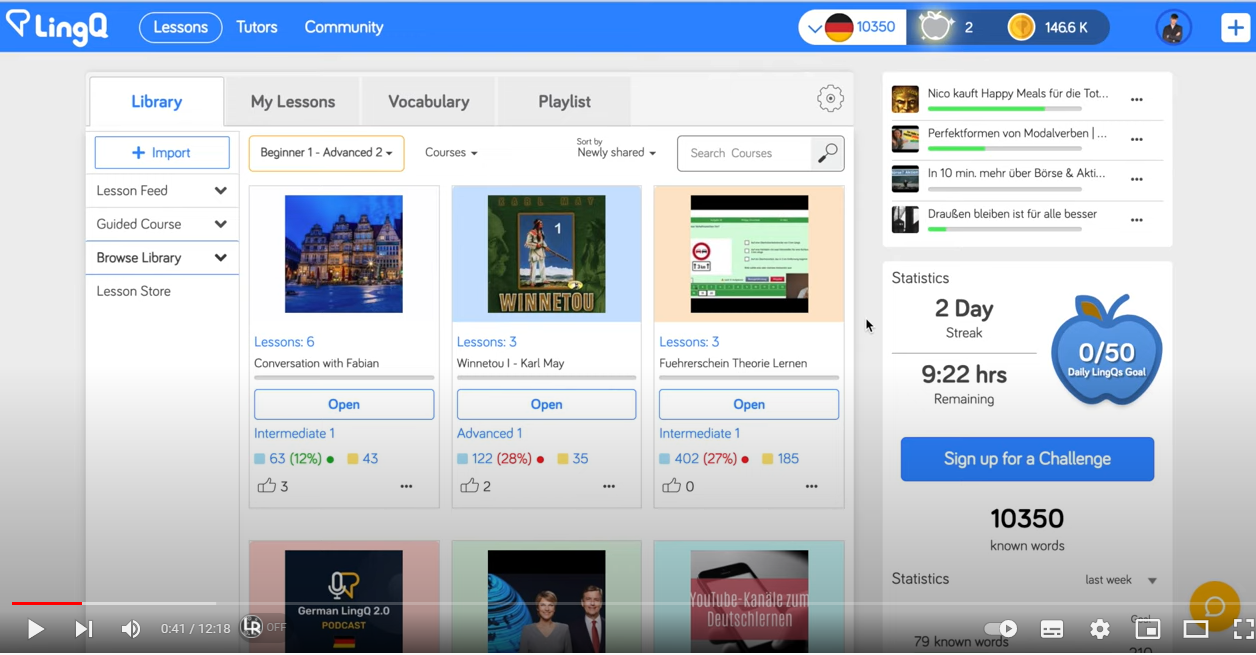 LingQ
Lessons
Tutors
Community
10350
2
146.6 K
Library
My Lessons
Vocabulary
Playlist
Import
Lesson Feed
Guided Course
Browse Library
Lesson Store
Beginner 1 - Advanced 2
Courses
Sort by
Newly shared
Search Courses
KARL MAY
1
WINNETOU
Lessons: 6
Conversation with Fabian
Open
Intermediate 1
63 (12%) 43
3
Lessons: 3
Winnetou I - Karl May
Open
Advanced 1
122 (28%) 35
2
Lessons: 3
Fuehrerschein Theorie Lernen
Open
Intermediate 1
402 (27%) 185
0
German LingQ 2.0
PODCAST
YouTube-Kanäle zum
Deutschlernen
Nico kauft Happy Meals für die Tot...
Perfektformen von Modalverben | ...
In 10 min. mehr über Börse & Akti...
Draußen bleiben ist für alle besser
Statistics
2 Day
Streak
9:22 hrs
Remaining
0/50
Daily LingQs Goal
Sign up for a Challenge
10350
known words
Statistics
last week
79 known words
0:41 / 12:18
LR
OFF